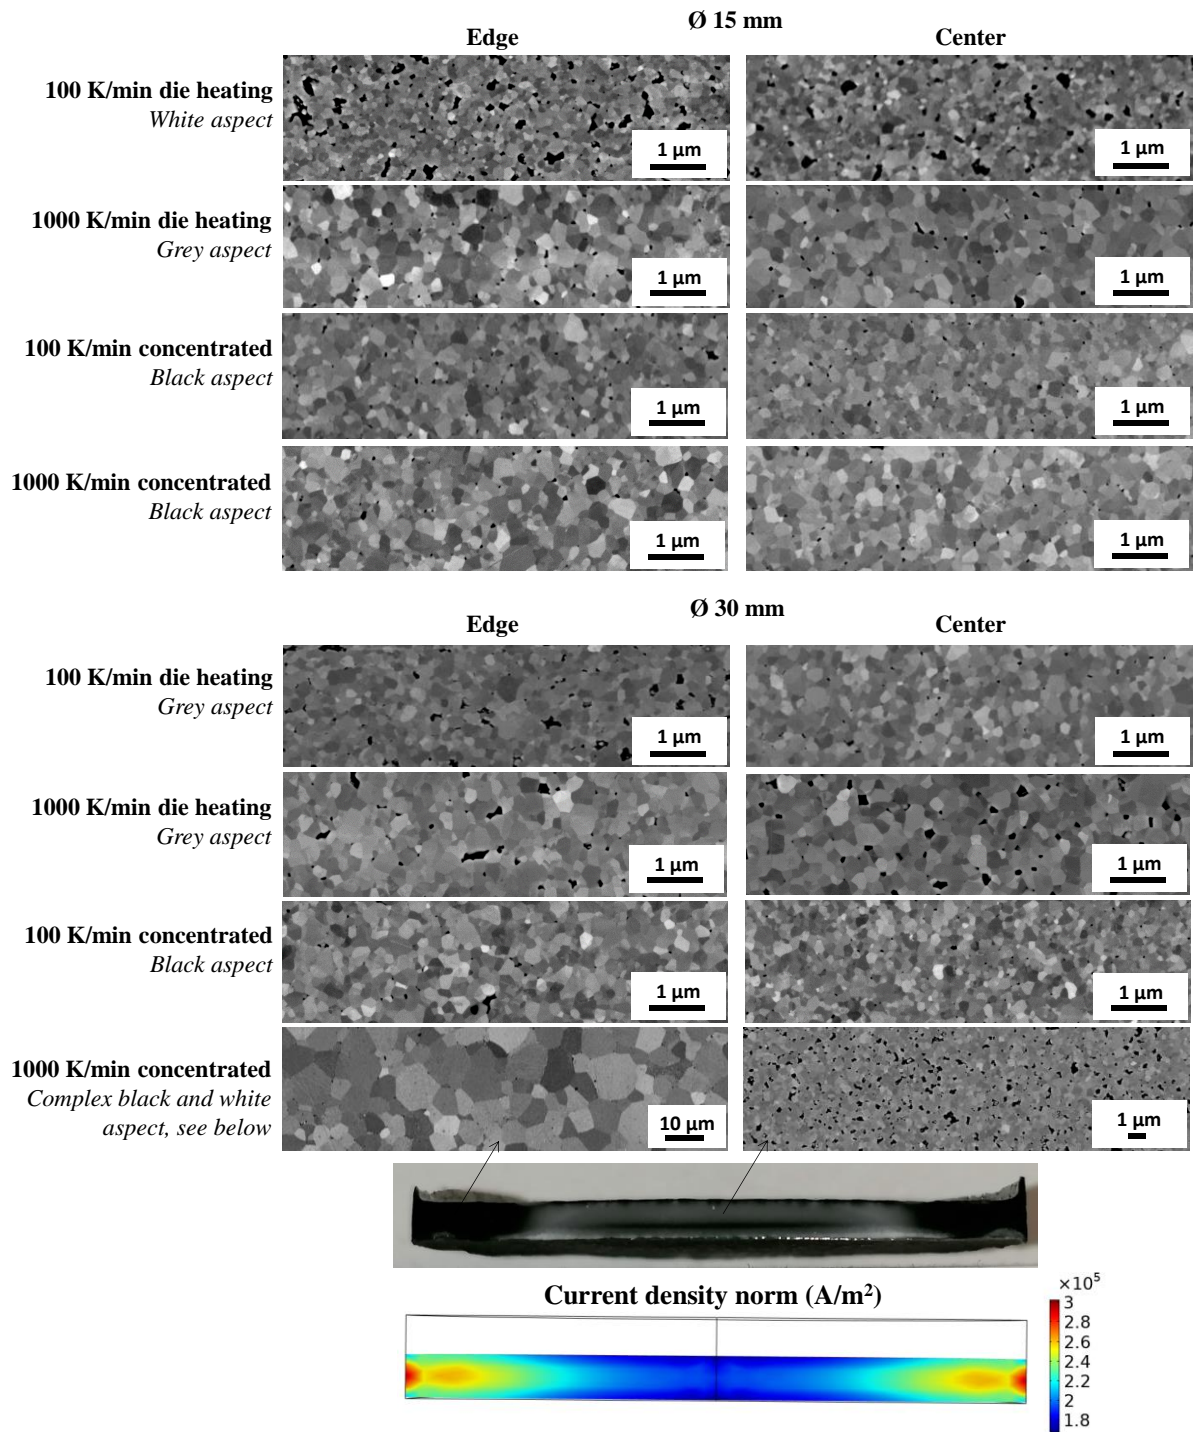 Ø 15 mm
Edge
Center
100 K/min die heating
White aspect
1 µm
1 µm
1000 K/min die heating
Grey aspect
1 µm
1 µm
100 K/min concentrated
Black aspect
1 µm
1 µm
1000 K/min concentrated
Black aspect
1 µm
1 µm
Ø 30 mm
Edge
Center
100 K/min die heating
Grey aspect
1 µm
1 µm
1000 K/min die heating
Grey aspect
1 µm
1 µm
100 K/min concentrated
Black aspect
1 µm
1 µm
1000 K/min concentrated
Complex black and white
aspect, see below
10 µm
1 µm
Current density norm (A/m²)
×10⁵
3
2.8
2.6
2.4
2.2
2
1.8